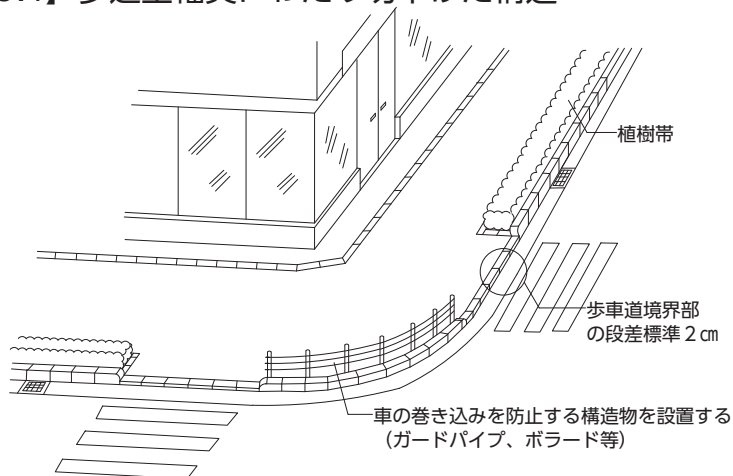 植樹帯
歩車道境界部
の段差標準２㎝
車の巻き込みを防止する構造物を設置する
（ガードパイプ、ボラード等）